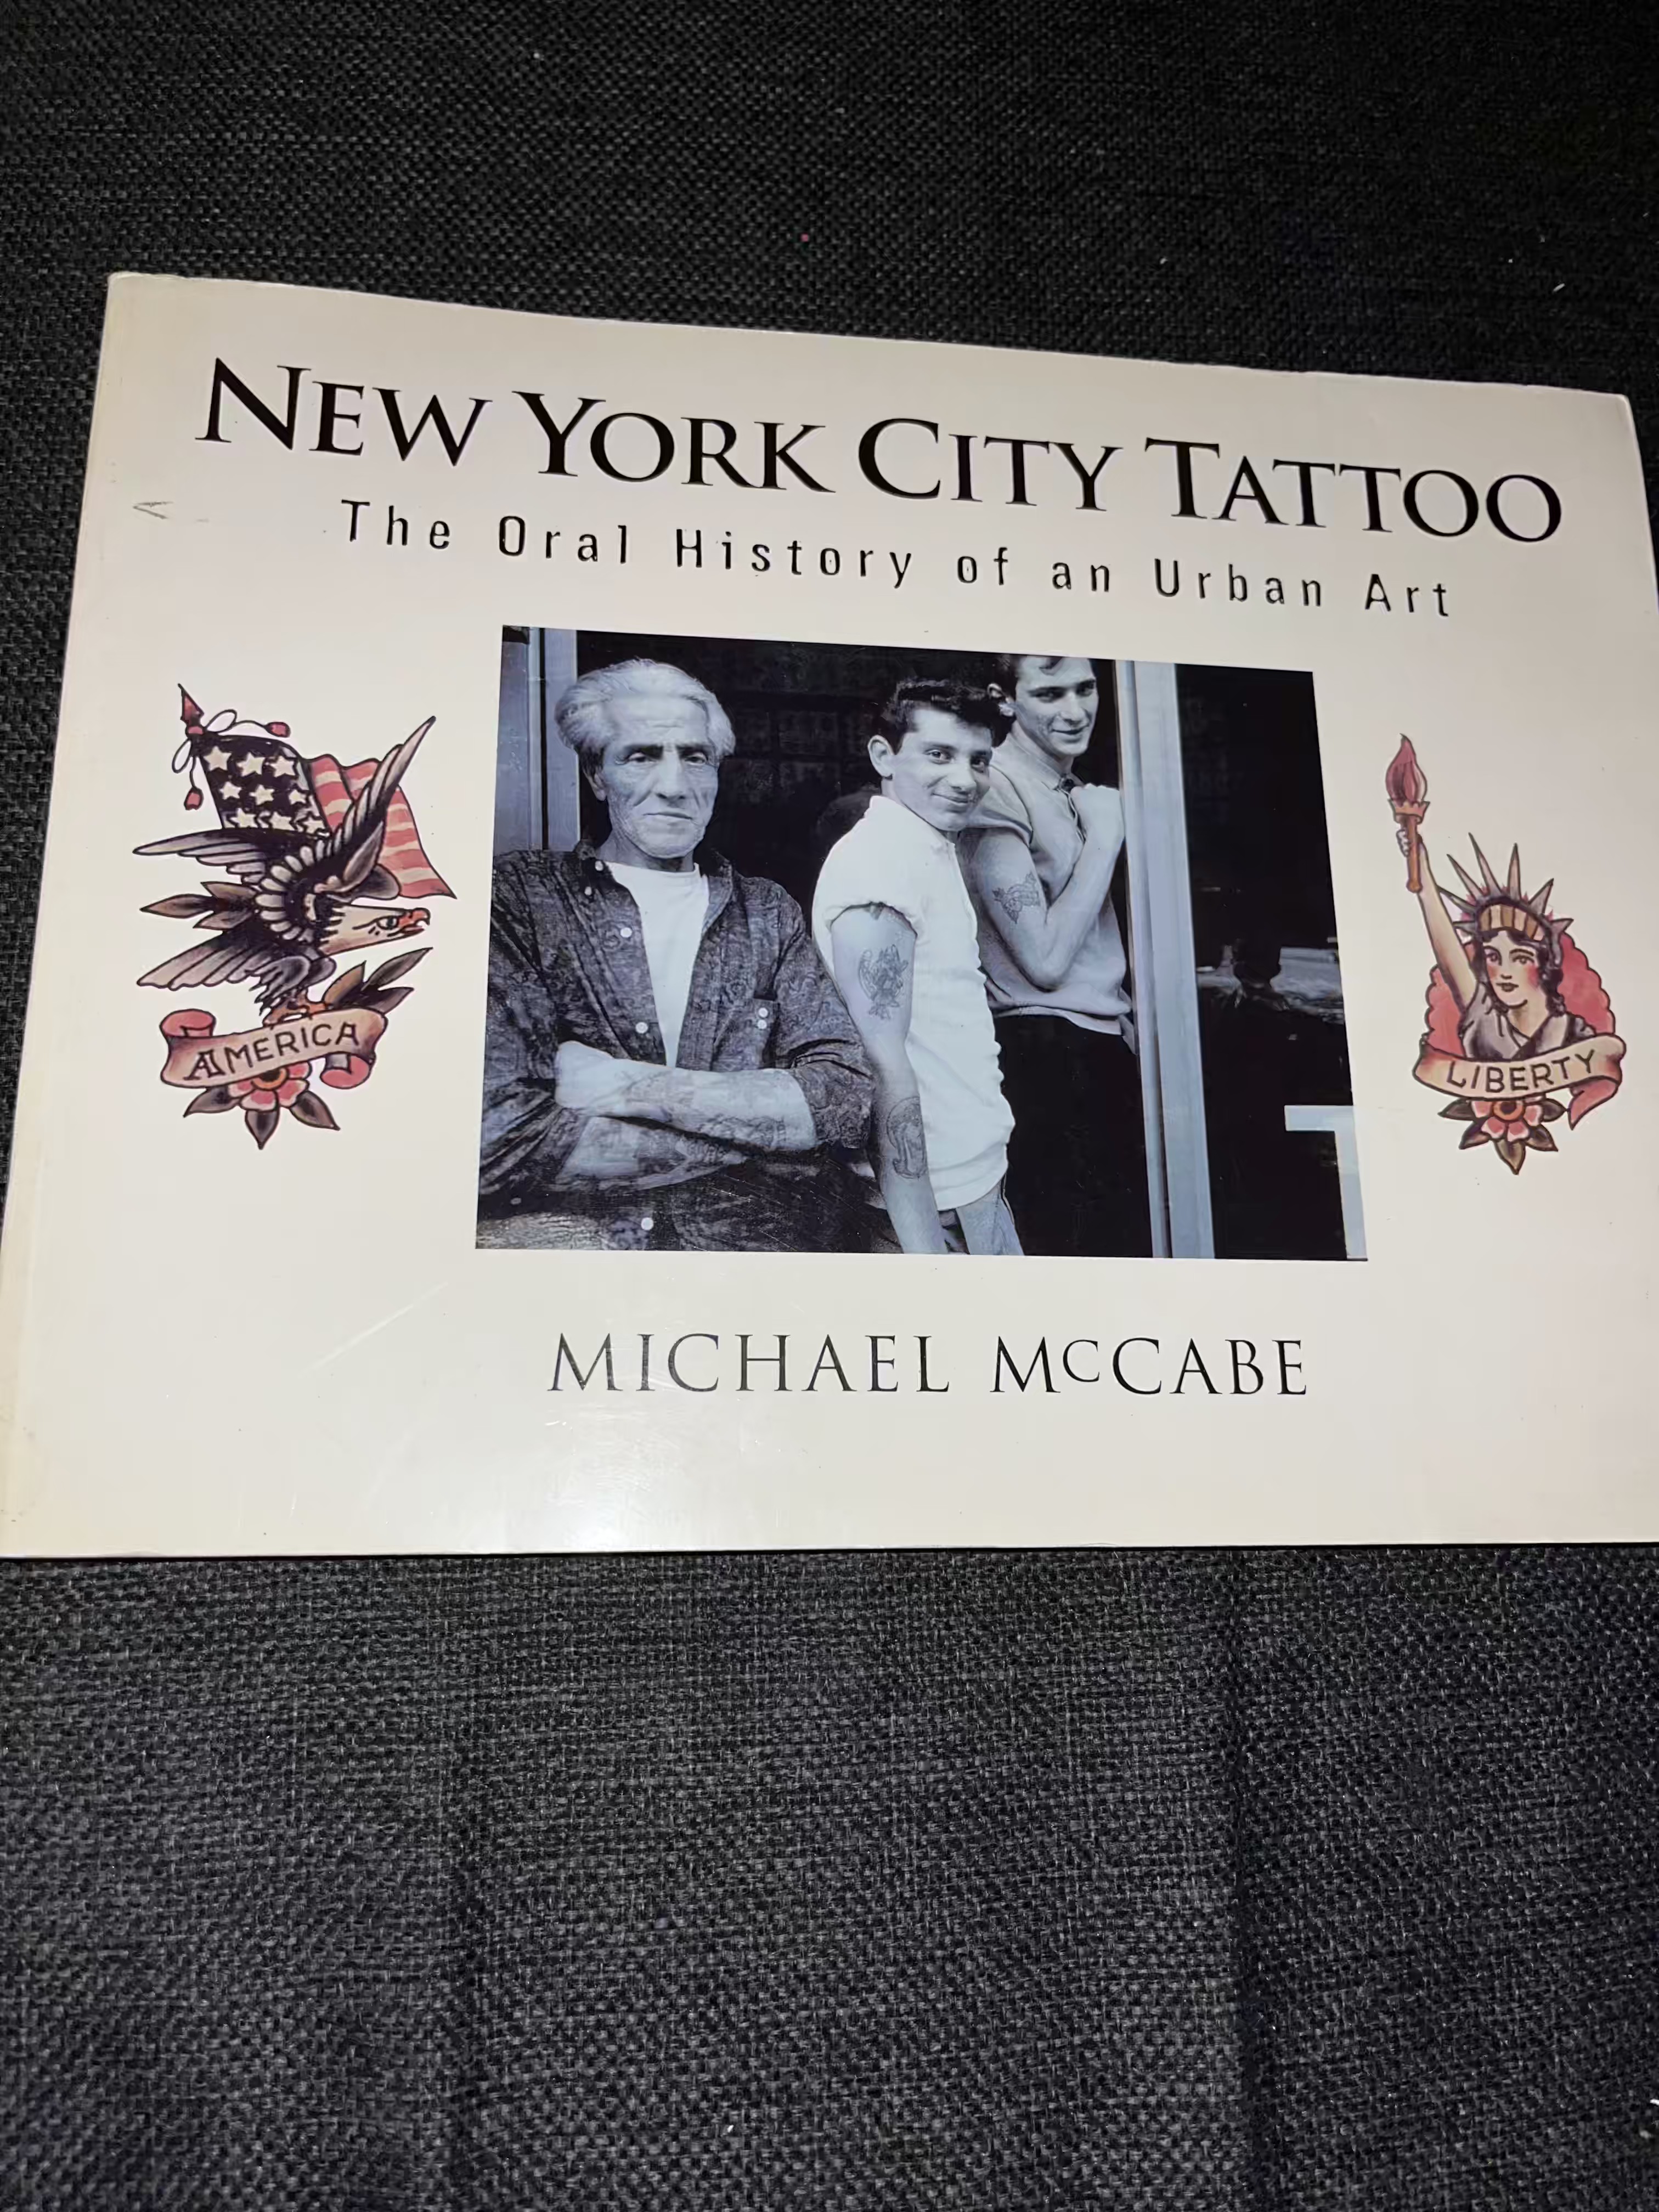 NEW YORK CITY TATTOO
The Oral History of an Urban Art
AMERICA
LIBERTY
MICHAEL McCABE